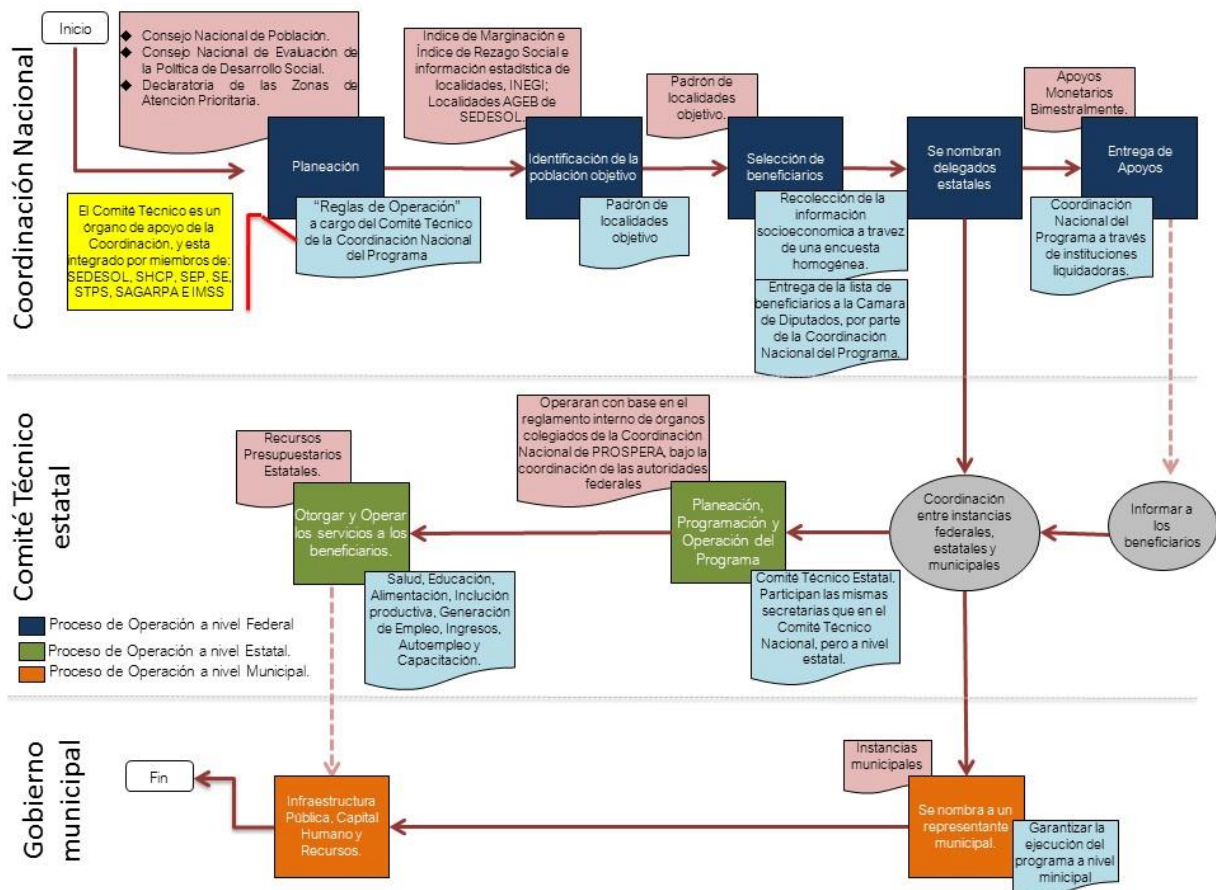 Coordinación Nacional
Inicio
◆ Consejo Nacional de Población.
◆ Consejo Nacional de Evaluación de
la Política de Desarrollo Social.
◆ Declaratoria de las Zonas de
Atención Prioritaria.
Planeación
"Reglas de Operación"
a cargo del Comité Técnico
de la Coordinación Nacional
del Programa
El Comité Técnico es un
órgano de apoyo de la
Coordinación, y esta
integrado por miembros de:
SEDESOL, SHCP, SEP, SE,
STPS, SAGARPA E IMSS
Indice de Marginación e
Índice de Rezago Social e
información estadística de
localidades, INEGI;
Localidades AGEB de
SEDESOL.
Identificación de la
población objetivo
Padrón de
localidades
objetivo
Padrón de
localidades
objetivo.
Selección de
beneficiarios
Recolección de la
información
socioeconomica a travez
de una encuesta
homogénea.
Entrega de la lista de
beneficiarios a la Camara
de Diputados, por parte
de la Coordinación
Nacional del Programa.
Se nombran
delegados
estatales
Apoyos
Monetarios
Bimestralmente.
Entrega de
Apoyos
Coordinación
Nacional del
Programa a través
de instituciones
liquidadoras.
Comité Técnico
estatal
Recursos
Presupuestarios
Estatales.
Otorgar y Operar
los servicios a los
beneficiarios.
Salud, Educación,
Alimentación, Inclución
productiva, Generación
de Empleo, Ingresos,
Autoempleo y
Capacitación.
Operaran con base en el
reglamento interno de órganos
colegiados de la Coordinación
Nacional de PROSPERA, bajo la
coordinación de las autoridades
federales
Planeación,
Programación y
Operación del
Programa
Comité Técnico Estatal.
Participan las mismas
secretarias que en el
Comité Técnico
Nacional, pero a nivel
estatal.
Coordinación
entre instancias
federales,
estatales y
municipales
Informar a
los
beneficiarios
Proceso de Operación a nivel Federal
Proceso de Operación a nivel Estatal.
Proceso de Operación a nivel Municipal.
Gobierno
municipal
Fin
Infraestructura
Pública, Capital
Humano y
Recursos.
Instancias
municipales
Se nombra a un
representante
municipal.
Garantizar la
ejecución del
programa a nivel
minicipal